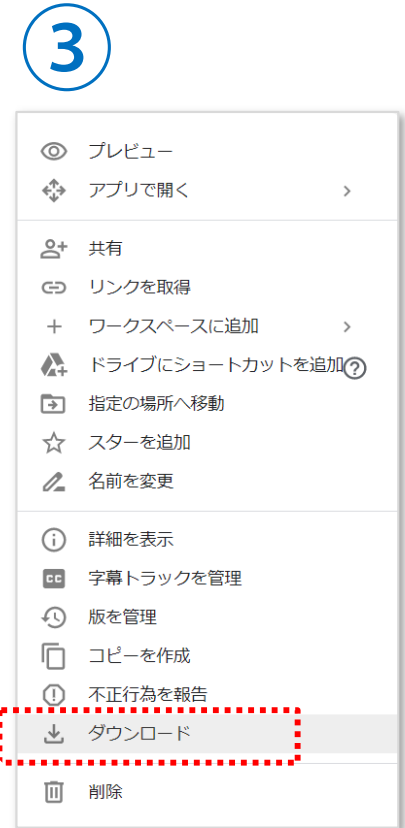 3
プレビュー
アプリで開く
共有
リンクを取得
ワークスペースに追加
ドライブにショートカットを追加
指定の場所へ移動
スターを追加
名前を変更
詳細を表示
字幕トラックを管理
版を管理
コピーを作成
不正行為を報告
ダウンロード
削除